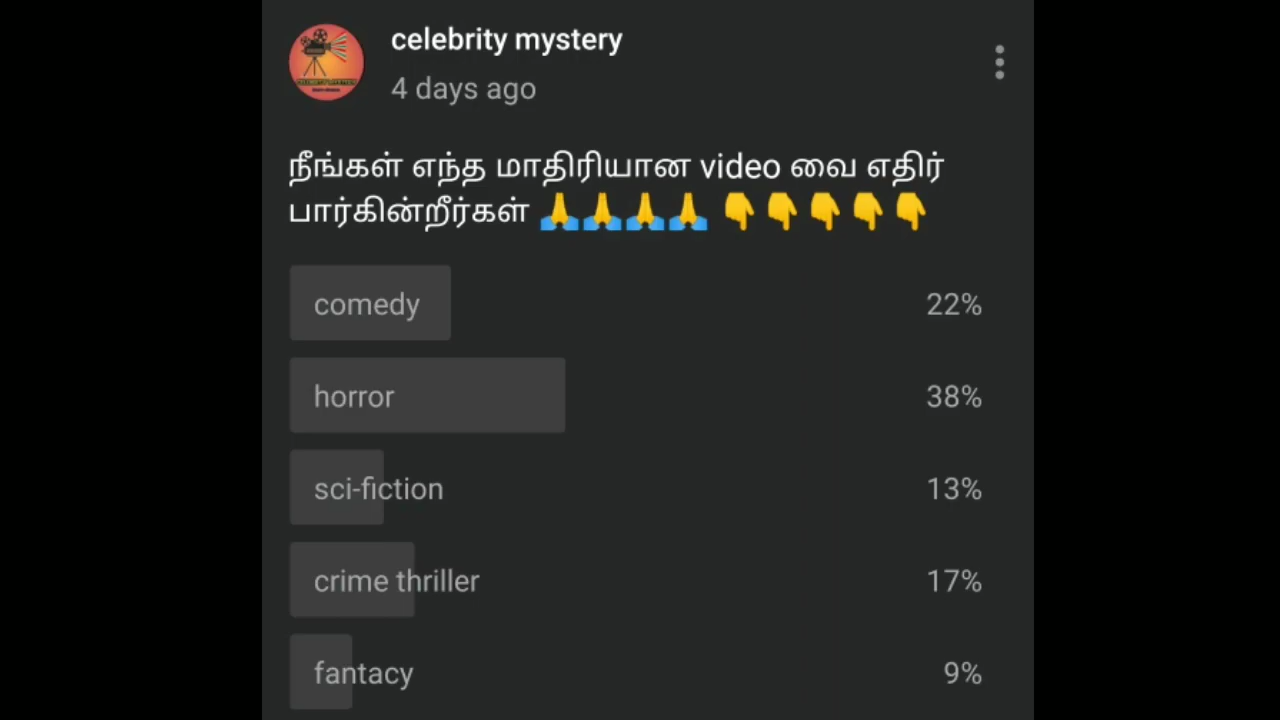 celebrity mystery
4 days ago
நீங்கள் எந்த மாதிரியான video வை எதிர்
பார்கின்றீர்கள் 🙏🙏🙏🙏 👇👇👇👇👇
comedy 22%
horror 38%
sci-fiction 13%
crime thriller 17%
fantacy 9%